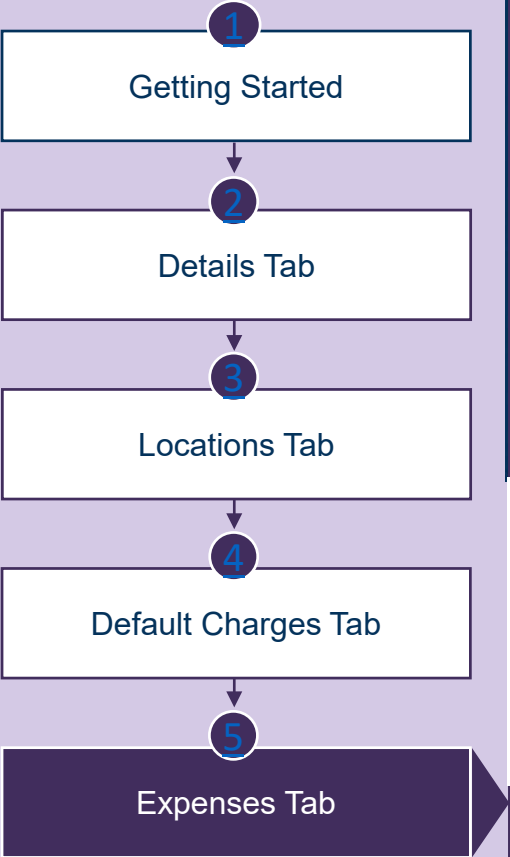 1
Getting Started
2
Details Tab
3
Locations Tab
4
Default Charges Tab
5
Expenses Tab